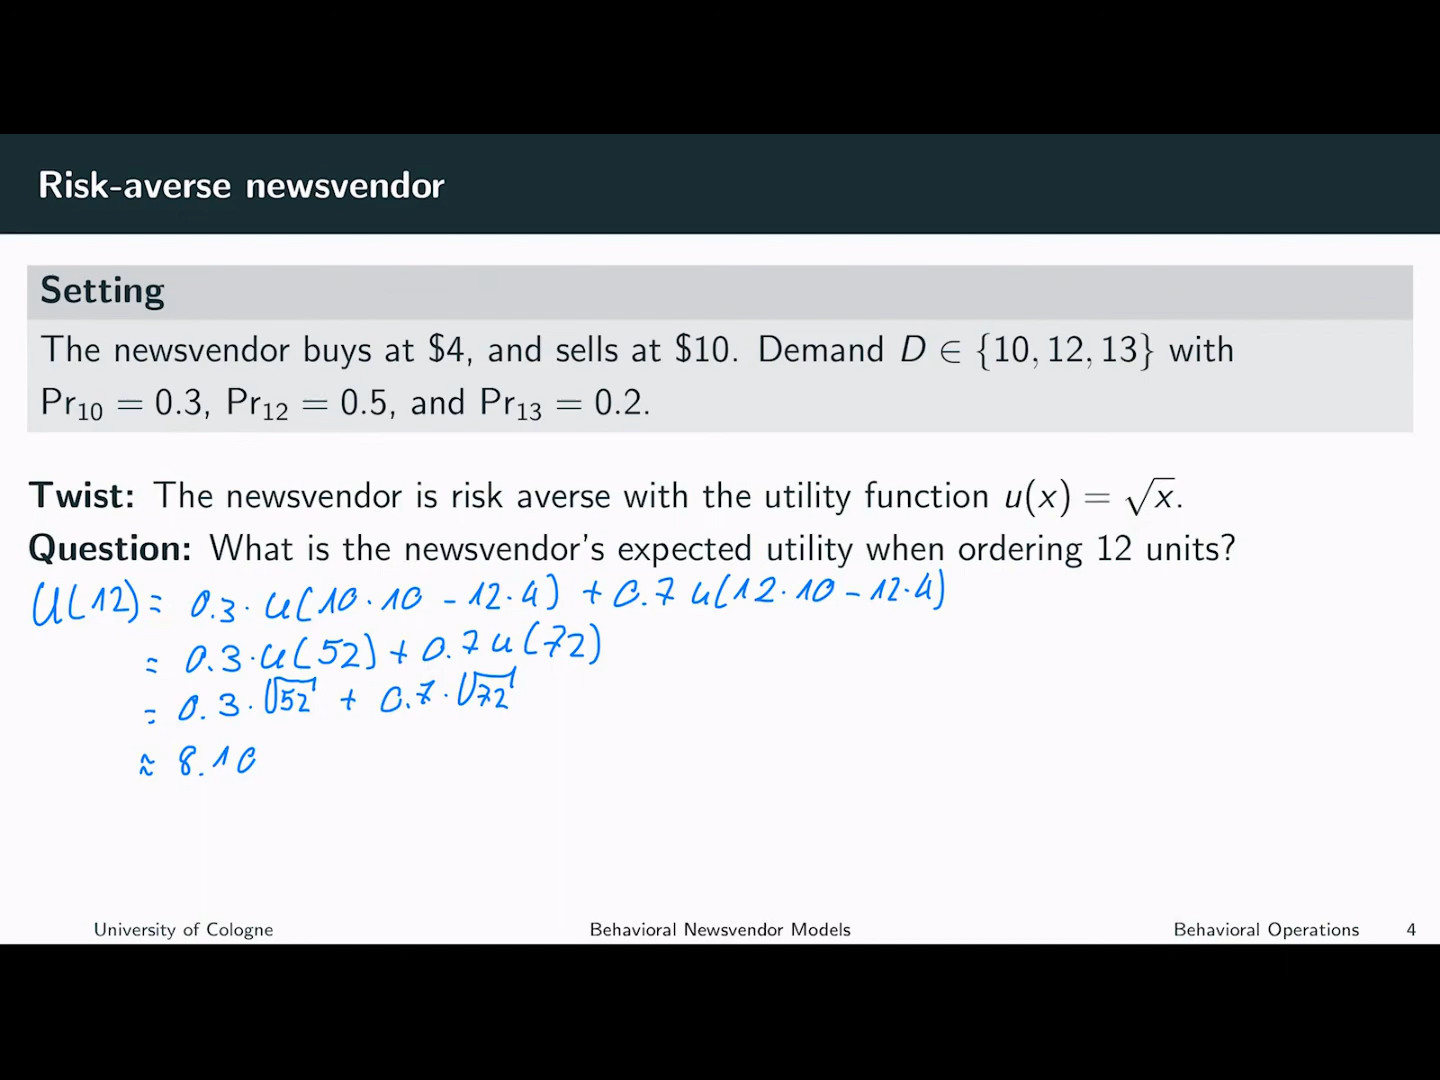 Risk-averse newsvendor
Setting
The newsvendor buys at $4, and sells at $10. Demand D ∈ {10, 12, 13} with
Pr₁₀ = 0.3, Pr₁₂ = 0.5, and Pr₁₃ = 0.2.
Twist: The newsvendor is risk averse with the utility function u(x) = √x.
Question: What is the newsvendor's expected utility when ordering 12 units?
U(12) = 0.3 · u(10·10 - 12·4) + 0.7 u(12·10 - 12·4)
= 0.3 · u(52) + 0.7 u(72)
= 0.3 · √52 + 0.7 · √72
≈ 8.10
University of Cologne Behavioral Newsvendor Models Behavioral Operations 4